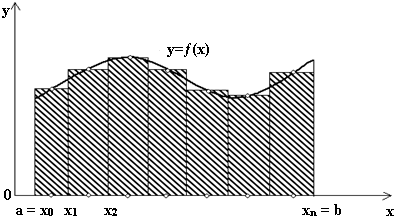 y
y=f(x)
0
a = x₀ x₁ x₂ xₙ = b x